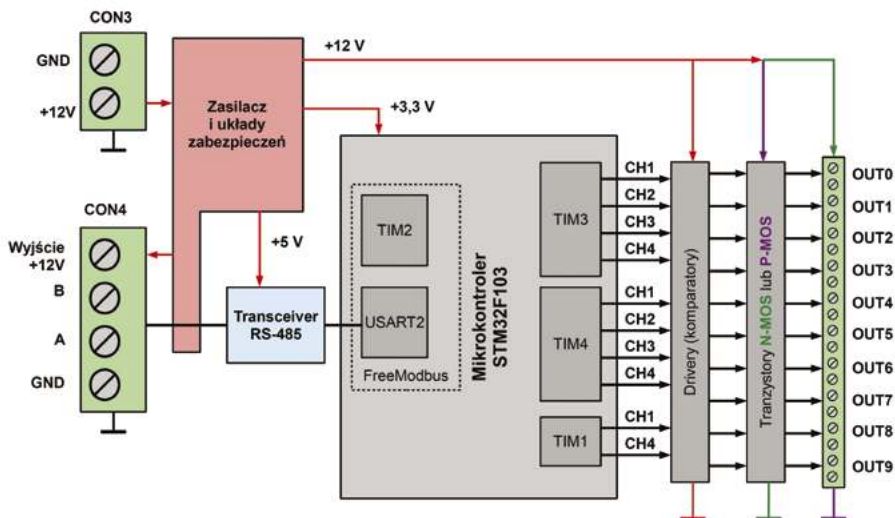 CON3
GND
+12V
Zasilacz
i układy
zabezpieczeń
+12 V
+3,3 V
+5 V
CON4
Wyjście
+12V
B
A
GND
Transceiver
RS-485
TIM2
USART2
FreeModbus
Mikrokontroler
STM32F103
TIM3
CH1
CH2
CH3
CH4
TIM4
CH1
CH2
CH3
CH4
TIM1
CH1
CH4
Drivery (komparatory)
Tranzystory N-MOS lub P-MOS
OUT0
OUT1
OUT2
OUT3
OUT4
OUT5
OUT6
OUT7
OUT8
OUT9